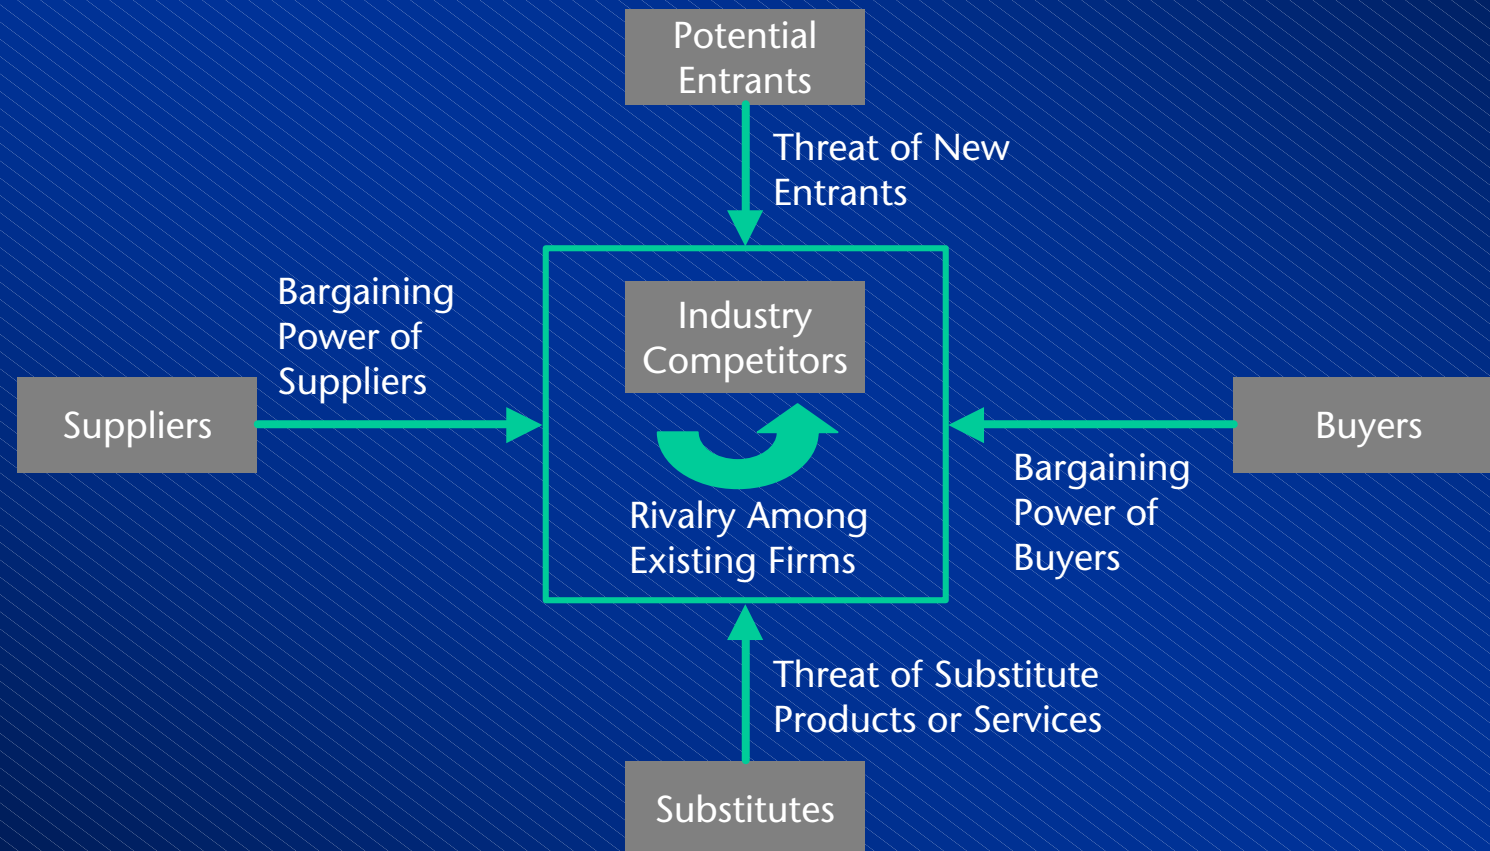 Potential
Entrants
Threat of New
Entrants
Bargaining
Power of
Suppliers
Suppliers
Industry
Competitors
Rivalry Among
Existing Firms
Buyers
Bargaining
Power of
Buyers
Threat of Substitute
Products or Services
Substitutes